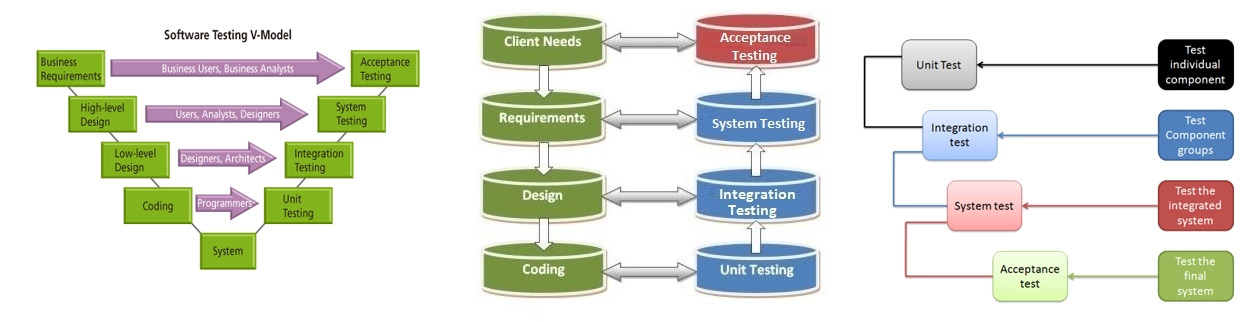 Software Testing V-Model
Business
Requirements
Business Users, Business Analysts
Acceptance
Testing
High-level
Design
Users, Analysts, Designers
System
Testing
Low-level
Design
Designers, Architects
Integration
Testing
Coding
Programmers
Unit
Testing
System
Client Needs
Acceptance
Testing
Requirements
System Testing
Design
Integration
Testing
Coding
Unit Testing
Unit Test
Test
individual
component
Integration
test
Test
Component
groups
System test
Test the
integrated
system
Acceptance
test
Test the
final
system